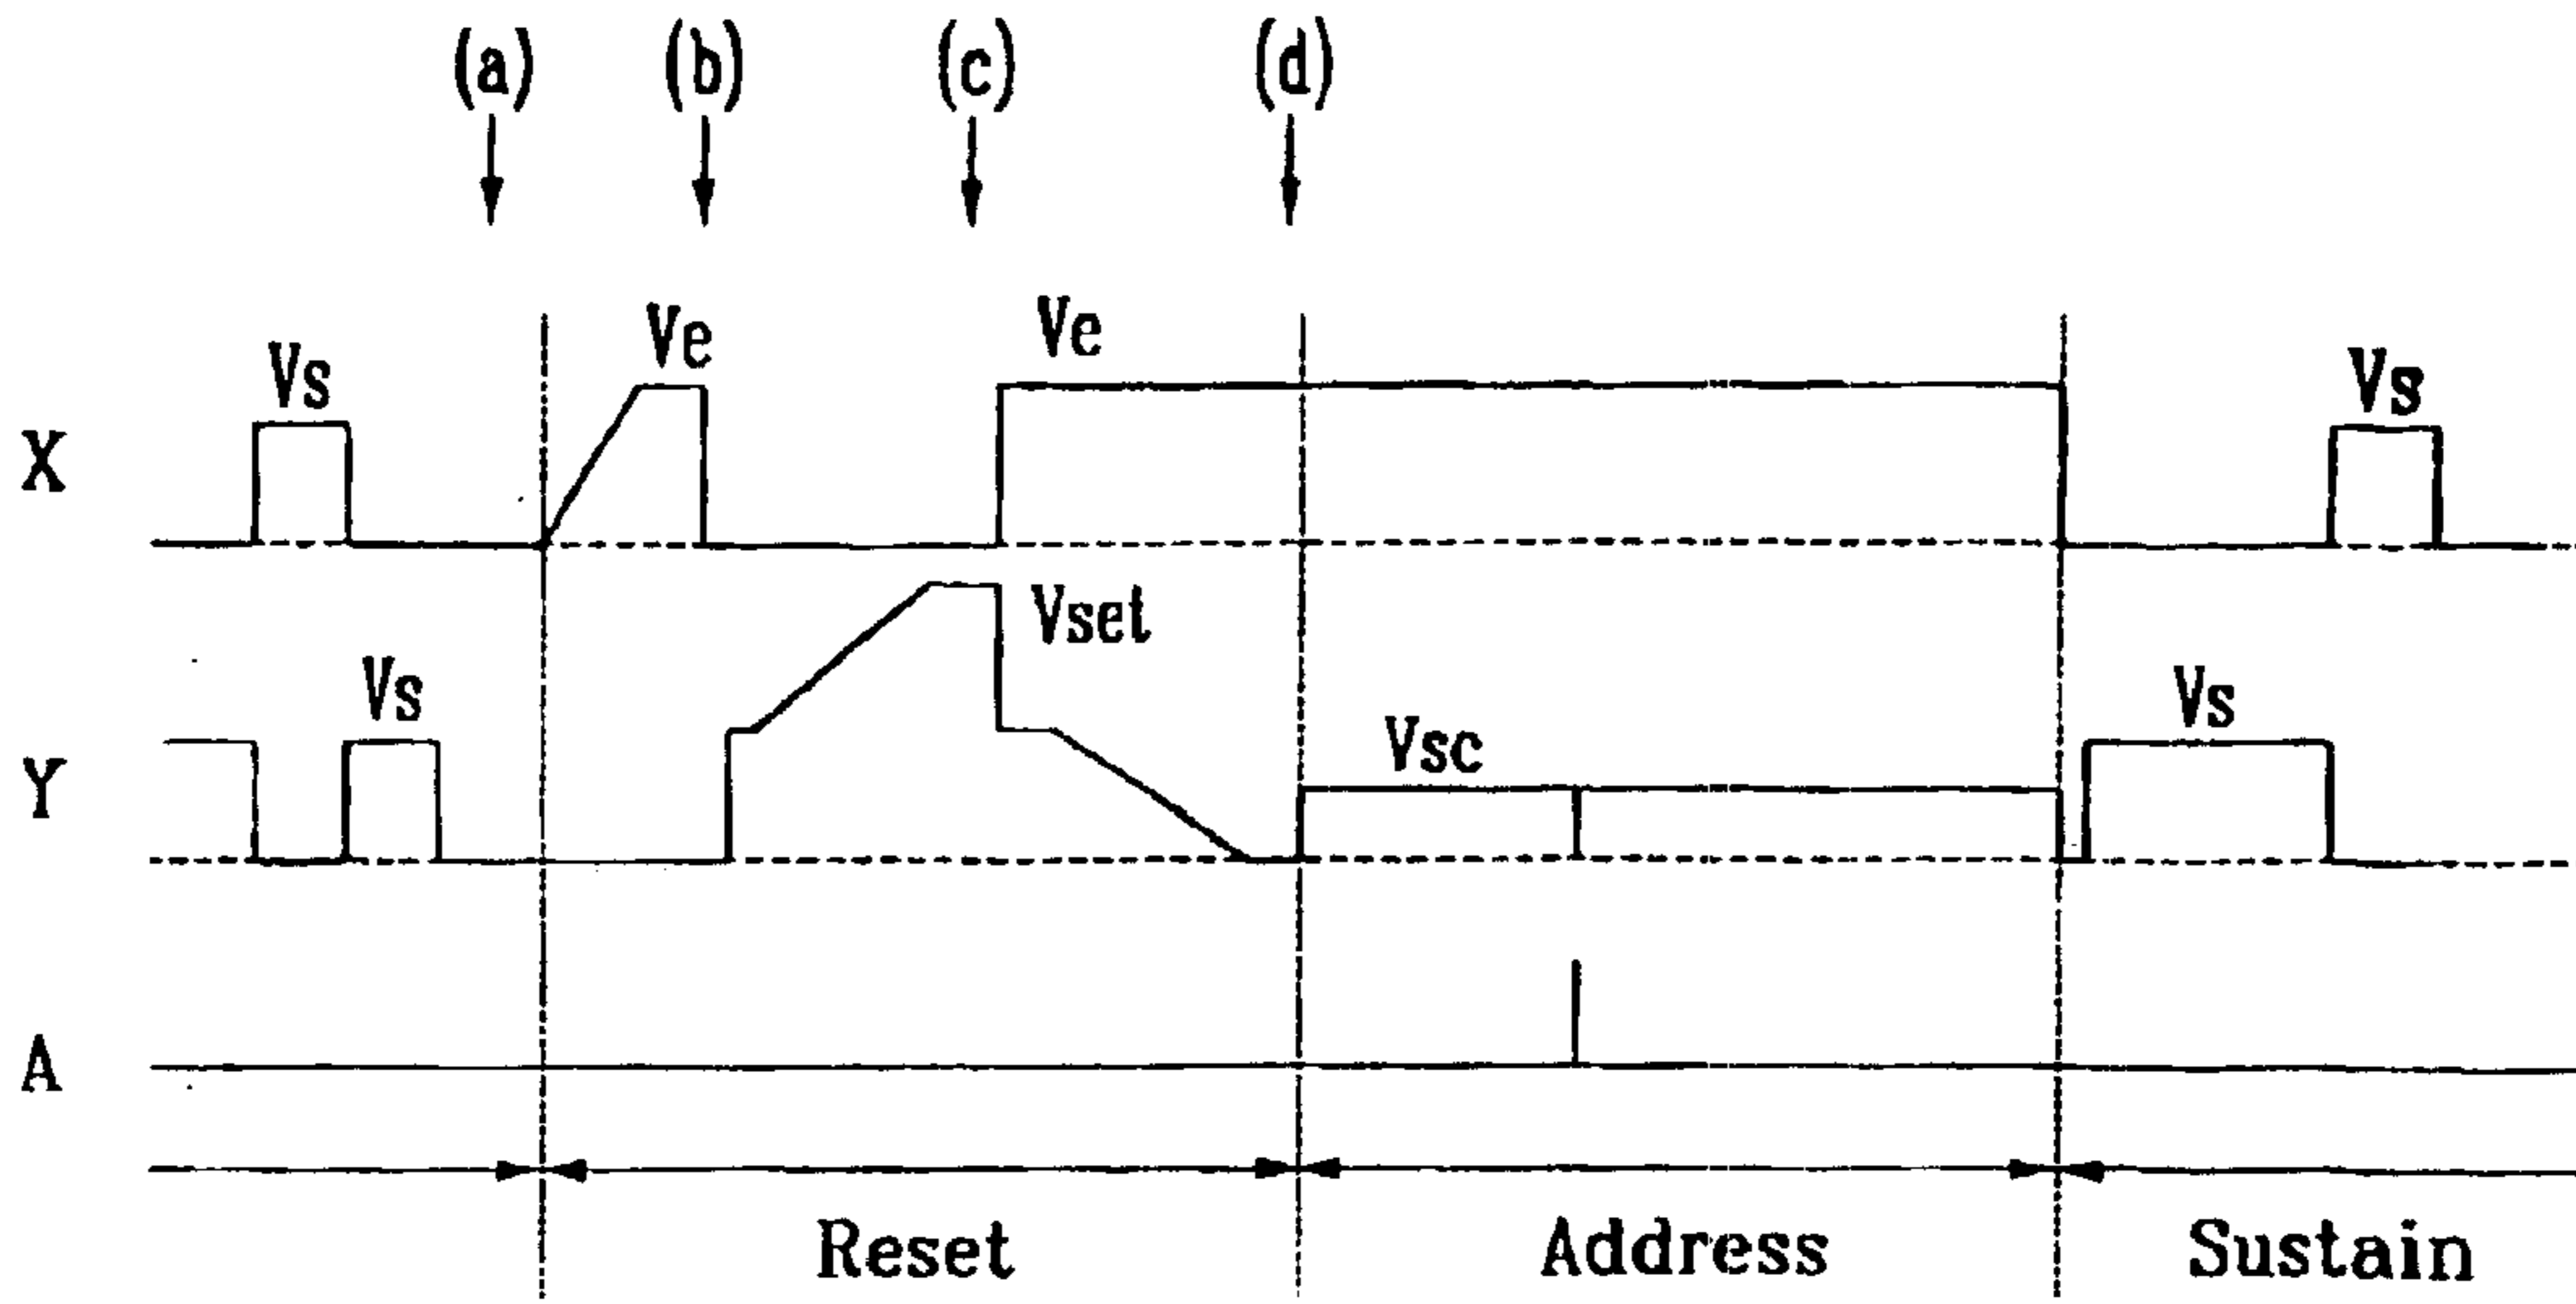 (a) (b) (c) (d)
Vs Ve Ve Vs
X
Vset
Vs Vsc Vs
Y
A
Reset Address Sustain